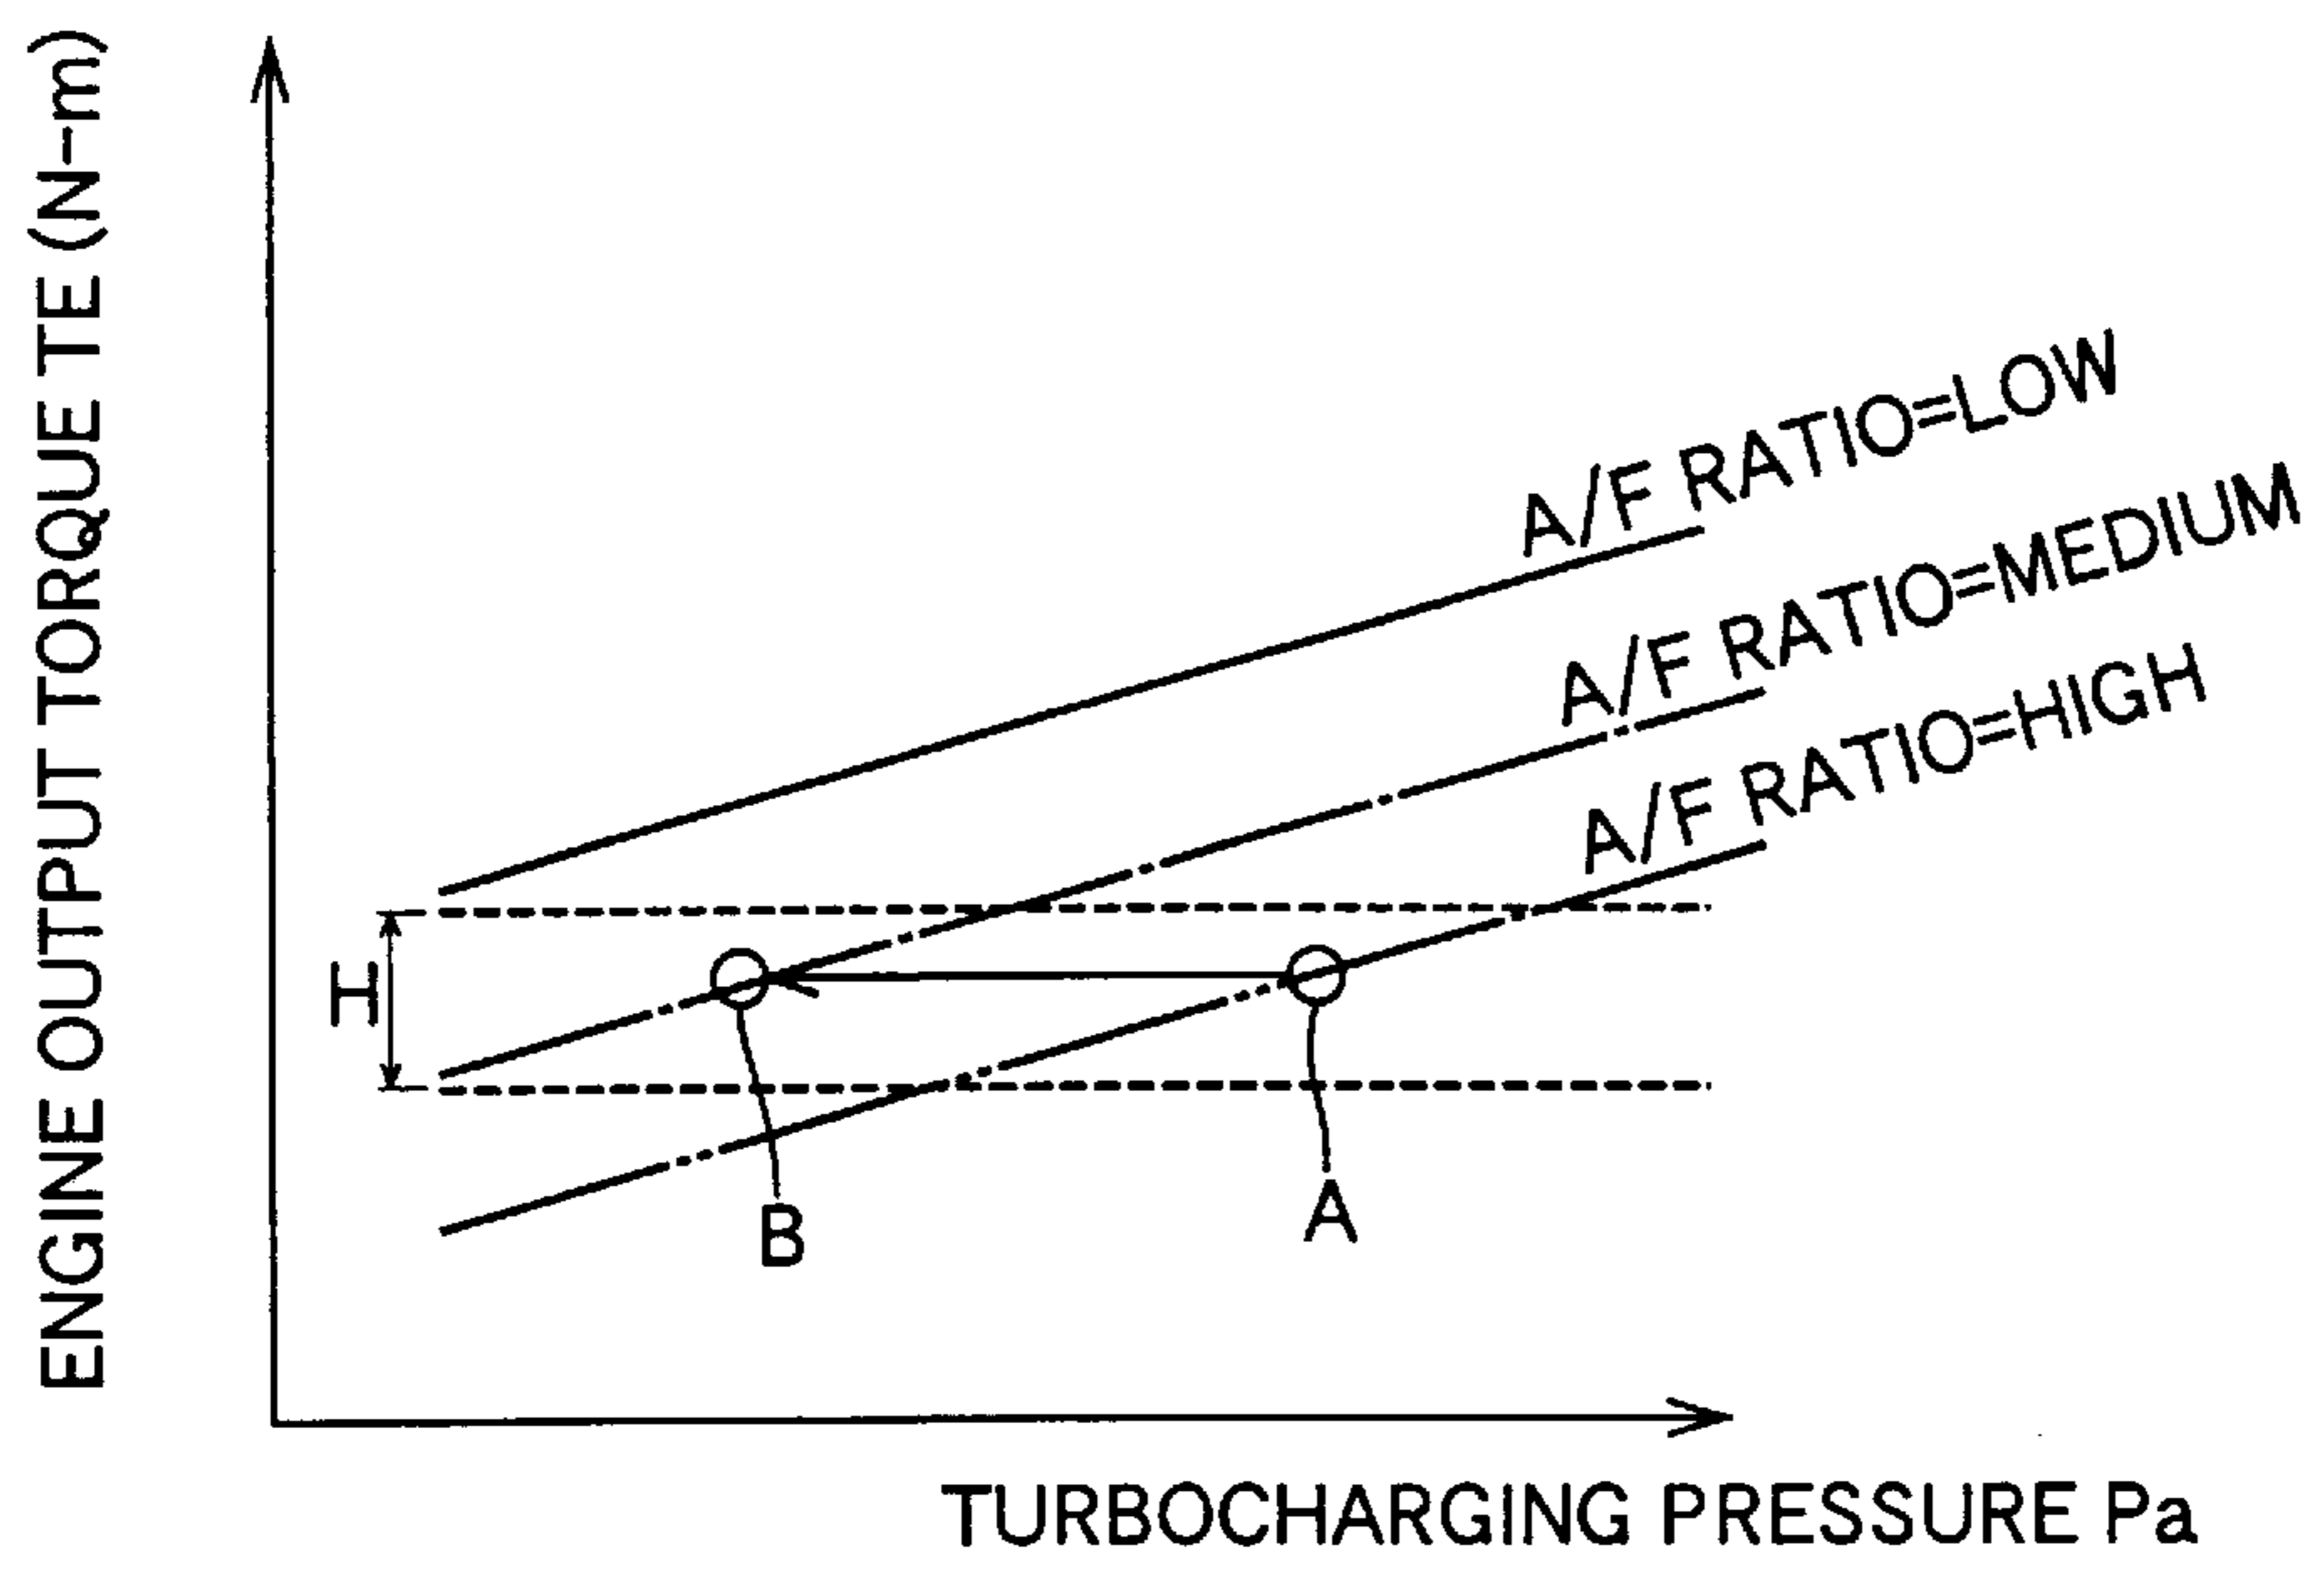 ENGINE OUTPUT TORQUE TE (N-m)
A/F RATIO=LOW
A/F RATIO=MEDIUM
A/F RATIO=HIGH
H
B
A
TURBOCHARGING PRESSURE Pa